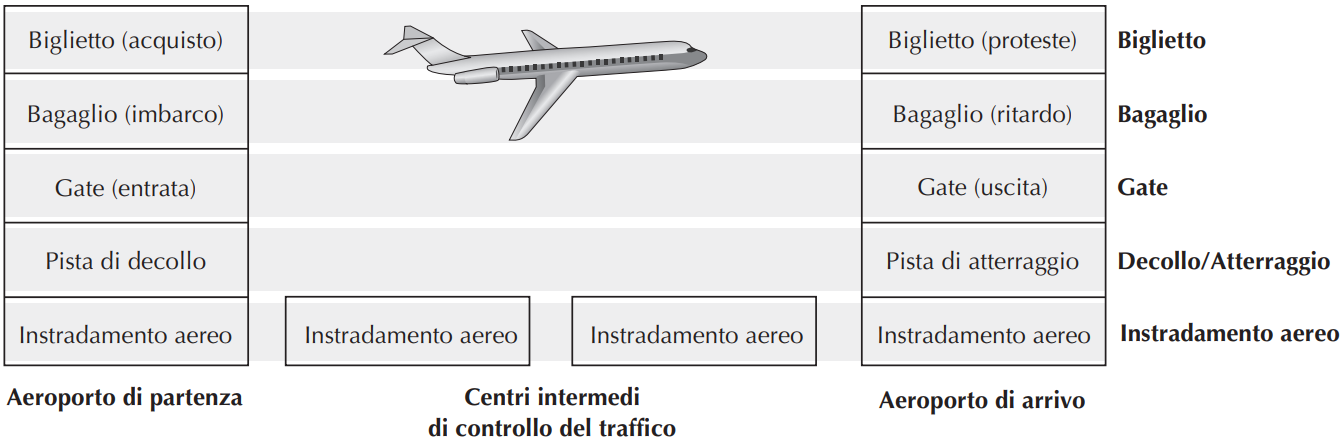 Biglietto (acquisto)
Biglietto (proteste)
Biglietto
Bagaglio (imbarco)
Bagaglio (ritardo)
Bagaglio
Gate (entrata)
Gate (uscita)
Gate
Pista di decollo
Pista di atterraggio
Decollo/Atterraggio
Instradamento aereo
Instradamento aereo
Instradamento aereo
Instradamento aereo
Instradamento aereo
Aeroporto di partenza
Centri intermedi
di controllo del traffico
Aeroporto di arrivo